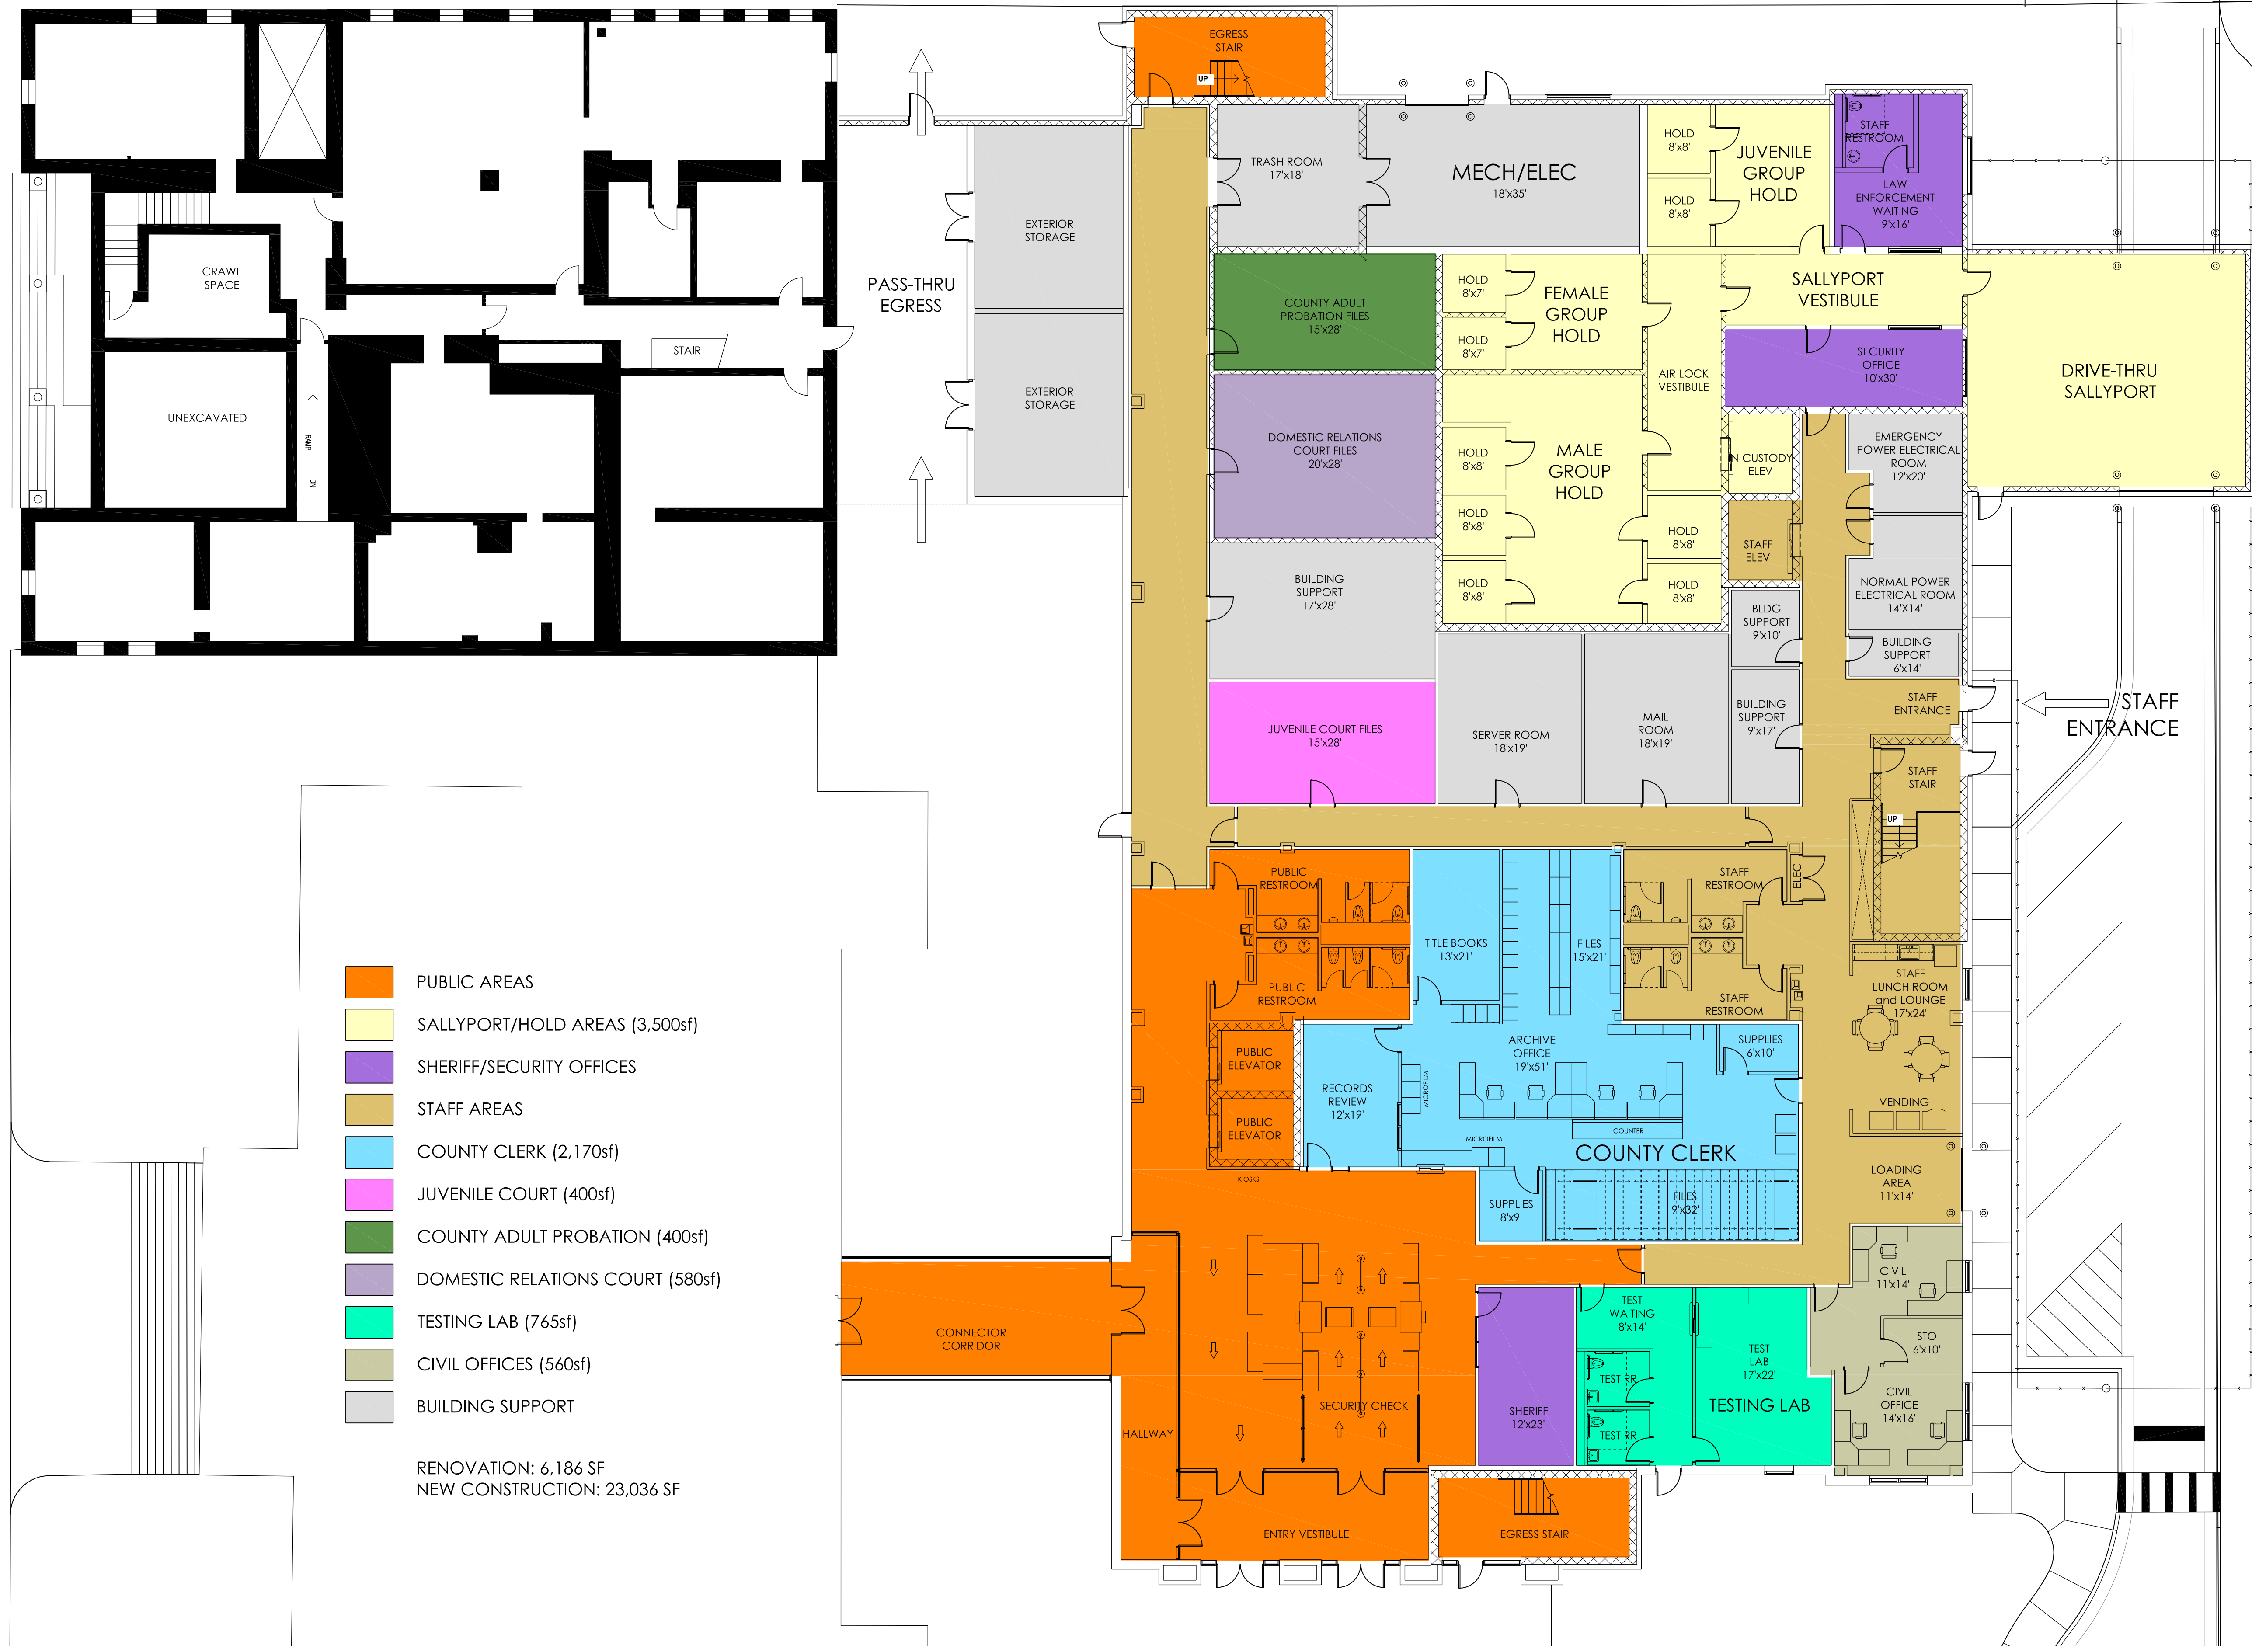 EGRESS
STAIR
UP
TRASH ROOM
17'x18'
MECH/ELEC
18'x35'
HOLD
8'x8'
HOLD
8'x8'
JUVENILE
GROUP
HOLD
STAFF
RESTROOM
LAW
ENFORCEMENT
WAITING
9'x16'
CRAWL
SPACE
UNEXCAVATED
RAMP
DN
STAIR
PASS-THRU
EGRESS
EXTERIOR
STORAGE
EXTERIOR
STORAGE
COUNTY ADULT
PROBATION FILES
15'x28'
HOLD
8'x7'
HOLD
8'x7'
FEMALE
GROUP
HOLD
AIR LOCK
VESTIBULE
SALLYPORT
VESTIBULE
SECURITY
OFFICE
10'x30'
DRIVE-THRU
SALLYPORT
DOMESTIC RELATIONS
COURT FILES
20'x28'
HOLD
8'x8'
HOLD
8'x8'
HOLD
8'x8'
MALE
GROUP
HOLD
HOLD
8'x8'
HOLD
8'x8'
N-CUSTODY
ELEV
STAFF
ELEV
EMERGENCY
POWER ELECTRICAL
ROOM
12'x20'
NORMAL POWER
ELECTRICAL ROOM
14'X14'
BUILDING
SUPPORT
17'x28'
BLDG
SUPPORT
9'x10'
BUILDING
SUPPORT
6'x14'
JUVENILE COURT FILES
15'x28'
SERVER ROOM
18'x19'
MAIL
ROOM
18'x19'
BUILDING
SUPPORT
9'x17'
STAFF
ENTRANCE
STAFF
ENTRANCE
STAFF
STAIR
UP
PUBLIC
RESTROOM
PUBLIC
RESTROOM
TITLE BOOKS
13'x21'
FILES
15'x21'
STAFF
RESTROOM
STAFF
RESTROOM
ELEC
STAFF
LUNCH ROOM
and LOUNGE
17'x24'
VENDING
PUBLIC
ELEVATOR
PUBLIC
ELEVATOR
KIOSKS
RECORDS
REVIEW
12'x19'
MICROFILM
ARCHIVE
OFFICE
19'x51'
SUPPLIES
6'x10'
COUNTER
MICROFILM
COUNTY CLERK
SUPPLIES
8'x9'
FILES
9'x32'
LOADING
AREA
11'x14'
CIVIL
11'x14'
STO
6'x10'
CIVIL
OFFICE
14'x16'
CONNECTOR
CORRIDOR
HALLWAY
SECURITY CHECK
SHERIFF
12'x23'
TEST
WAITING
8'x14'
TEST RR
TEST RR
TEST
LAB
17'x22'
TESTING LAB
ENTRY VESTIBULE
EGRESS STAIR
PUBLIC AREAS
SALLYPORT/HOLD AREAS (3,500sf)
SHERIFF/SECURITY OFFICES
STAFF AREAS
COUNTY CLERK (2,170sf)
JUVENILE COURT (400sf)
COUNTY ADULT PROBATION (400sf)
DOMESTIC RELATIONS COURT (580sf)
TESTING LAB (765sf)
CIVIL OFFICES (560sf)
BUILDING SUPPORT
RENOVATION: 6,186 SF
NEW CONSTRUCTION: 23,036 SF